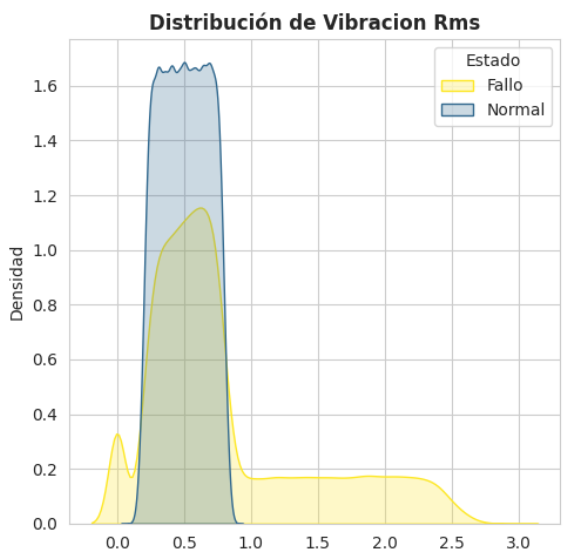 Distribución de Vibracion Rms
Estado
Fallo
Normal
Densidad
1.6
1.4
1.2
1.0
0.8
0.6
0.4
0.2
0.0
0.0 0.5 1.0 1.5 2.0 2.5 3.0